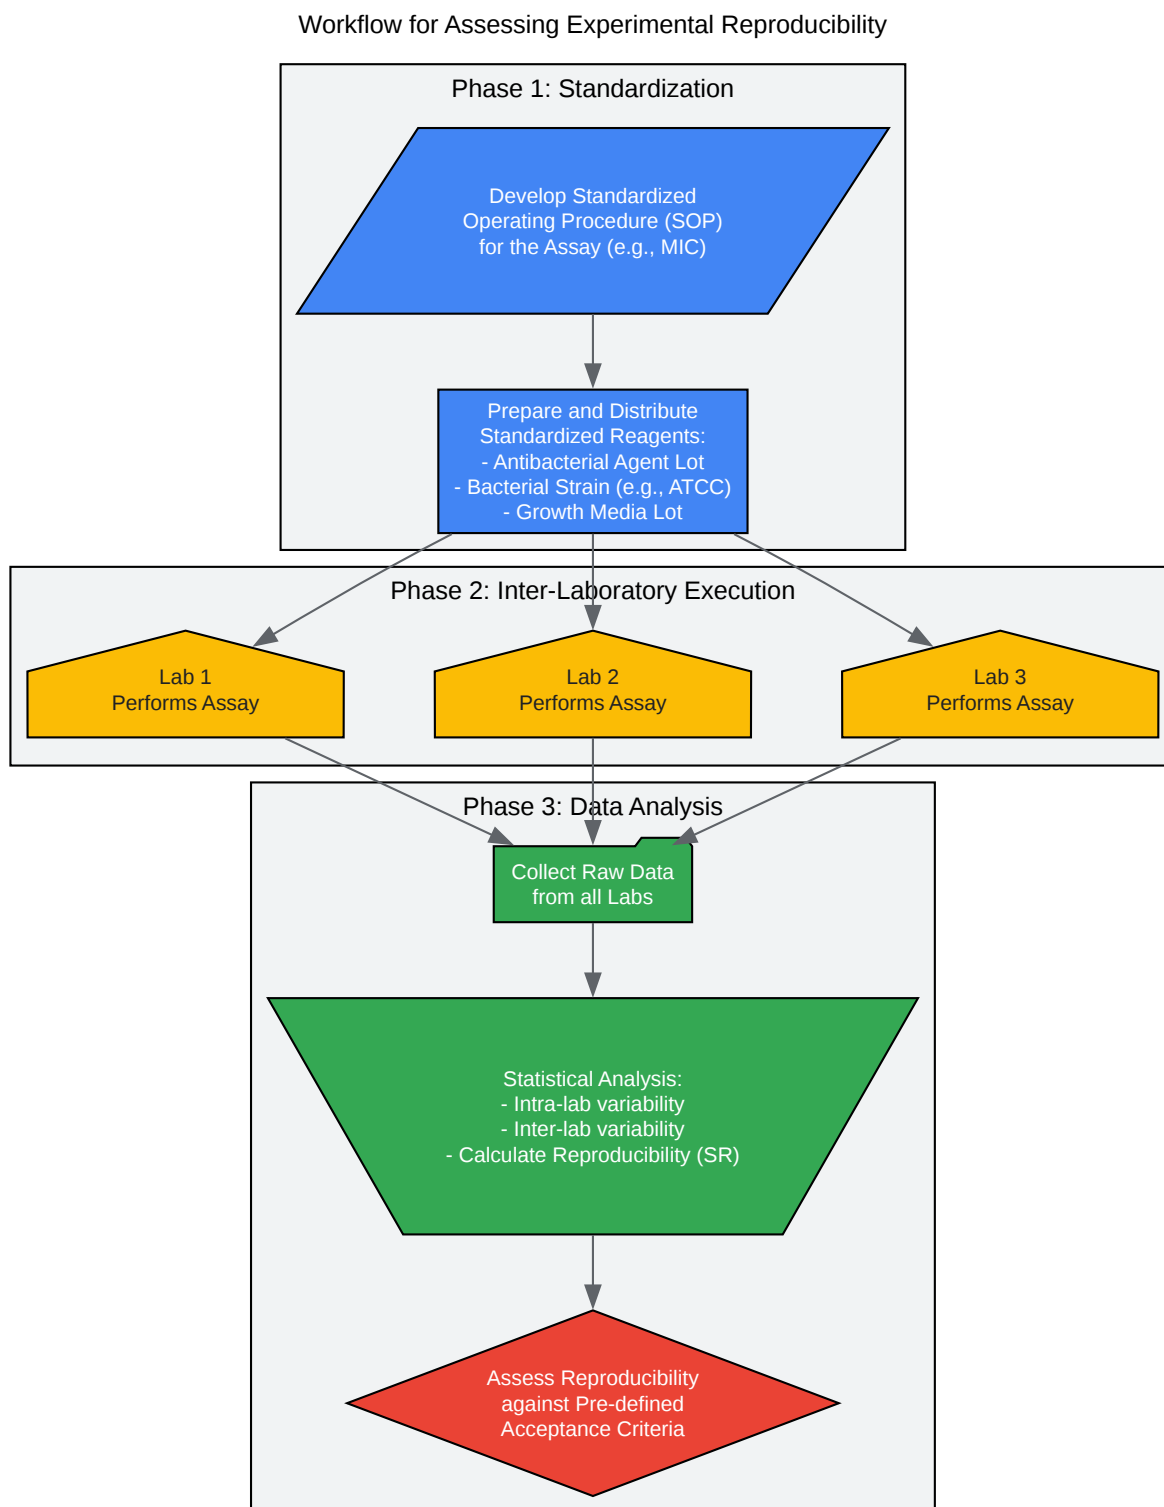 Workflow for Assessing Experimental Reproducibility
Phase 1: Standardization
Develop Standardized
Operating Procedure (SOP)
for the Assay (e.g., MIC)
Prepare and Distribute
Standardized Reagents:
- Antibacterial Agent Lot
- Bacterial Strain (e.g., ATCC)
- Growth Media Lot
Phase 2: Inter-Laboratory Execution
Lab 1
Performs Assay
Lab 2
Performs Assay
Lab 3
Performs Assay
Phase 3: Data Analysis
Collect Raw Data
from all Labs
Statistical Analysis:
- Intra-lab variability
- Inter-lab variability
- Calculate Reproducibility (SR)
Assess Reproducibility
against Pre-defined
Acceptance Criteria